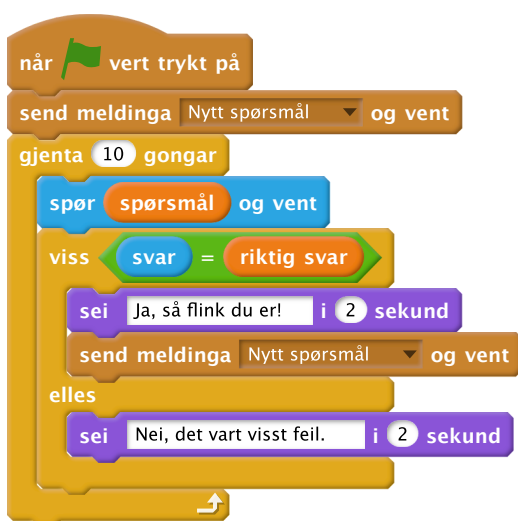 når vert trykt på
send meldinga Nytt spørsmål og vent
gjenta 10 gongar
spør spørsmål og vent
viss svar = riktig svar
sei Ja, så flink du er! i 2 sekund
send meldinga Nytt spørsmål og vent
elles
sei Nei, det vart visst feil. i 2 sekund